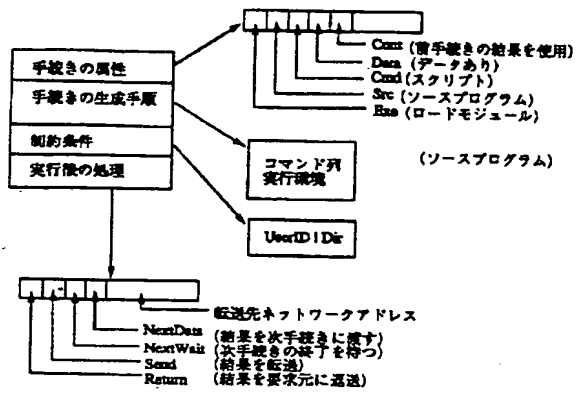 Cont (前手続きの結果を使用)
Data (データあり)
Cmd (スクリプト)
Src (ソースプログラム)
Exe (ロードモジュール)
手続きの属性
手続きの生成手順
制約条件
実行後の処理
コマンド列
実行環境
(ソースプログラム)
UserID | Dir
転送先ネットワークアドレス
NextData (結果を次手続きに渡す)
NextWait (次手続きの終了を待つ)
Send (結果を転送)
Return (結果を要求元に返送)